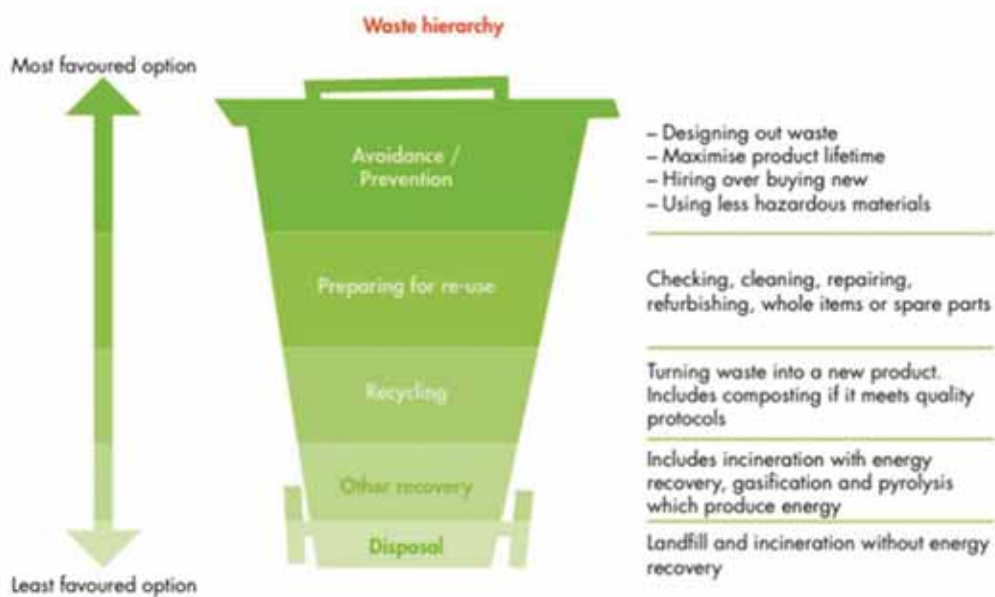 Waste hierarchy
Most favoured option
Avoidance /
Prevention
– Designing out waste
– Maximise product lifetime
– Hiring over buying new
– Using less hazardous materials
Preparing for re-use
Checking, cleaning, repairing,
refurbishing, whole items or spare parts
Recycling
Turning waste into a new product.
Includes composting if it meets quality
protocols
Other recovery
Includes incineration with energy
recovery, gasification and pyrolysis
which produce energy
Disposal
Landfill and incineration without energy
recovery
Least favoured option